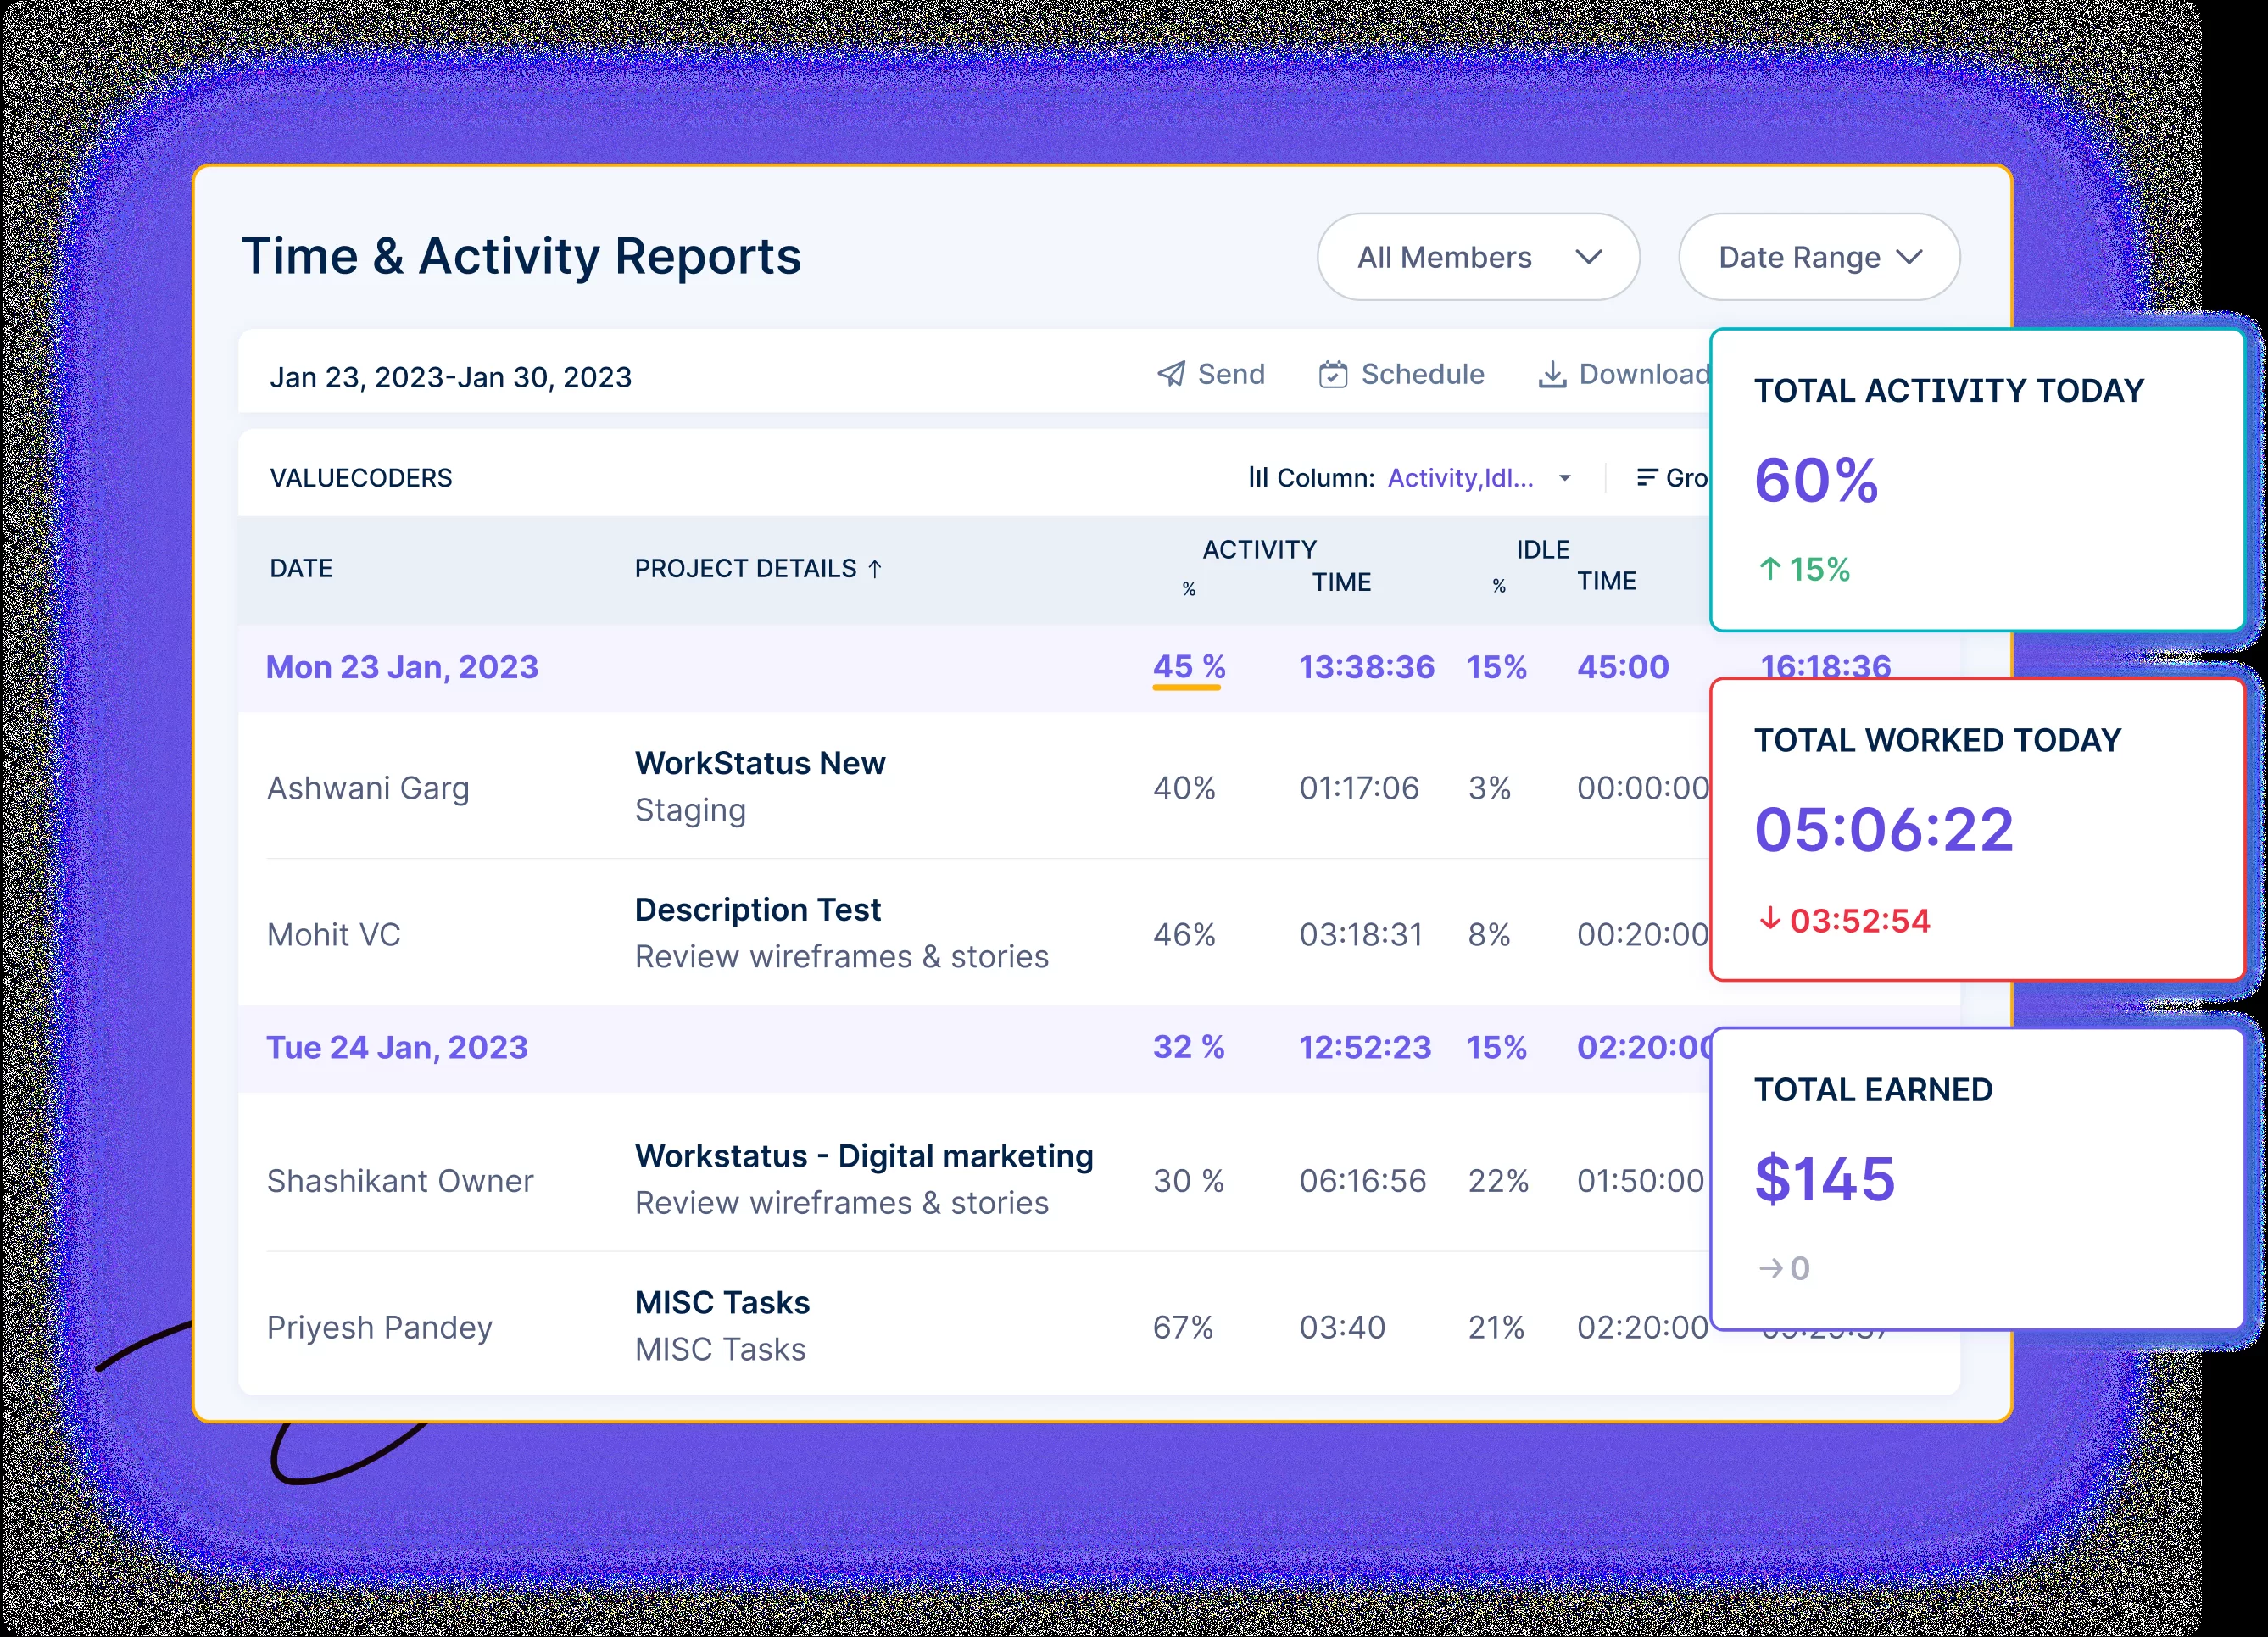 Time & Activity Reports
All Members
Date Range
Jan 23, 2023-Jan 30, 2023
Send
Schedule
Download
VALUECODERS
Column: Activity,Idl...
Gro
DATE
PROJECT DETAILS ↑
ACTIVITY
% TIME
IDLE
% TIME
Mon 23 Jan, 2023 45 % 13:38:36 15% 45:00 16:18:36
Ashwani Garg
WorkStatus New
Staging
40% 01:17:06 3% 00:00:00
Mohit VC
Description Test
Review wireframes & stories
46% 03:18:31 8% 00:20:00
Tue 24 Jan, 2023 32 % 12:52:23 15% 02:20:00
Shashikant Owner
Workstatus - Digital marketing
Review wireframes & stories
30 % 06:16:56 22% 01:50:00
Priyesh Pandey
MISC Tasks
MISC Tasks
67% 03:40 21% 02:20:00
TOTAL ACTIVITY TODAY
60%
↑ 15%
TOTAL WORKED TODAY
05:06:22
↓ 03:52:54
TOTAL EARNED
$145
→ 0